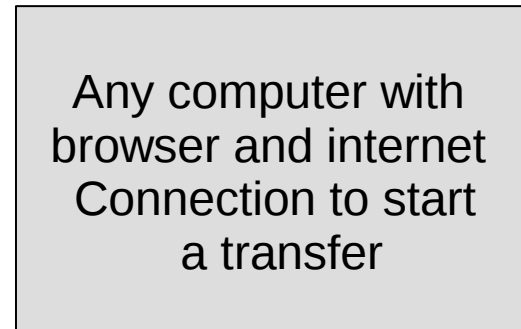 Any computer with
browser and internet
Connection to start
a transfer